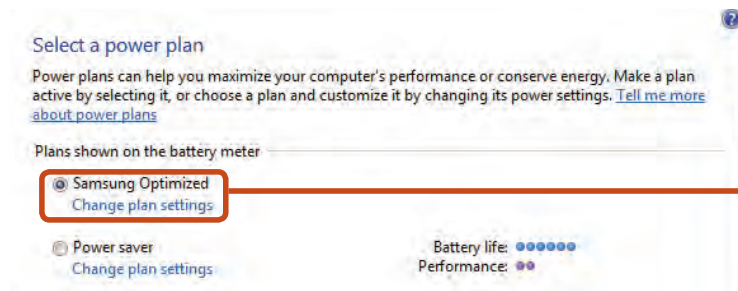 ?
Select a power plan
Power plans can help you maximize your computer's performance or conserve energy. Make a plan
active by selecting it, or choose a plan and customize it by changing its power settings. Tell me more
about power plans
Plans shown on the battery meter
Samsung Optimized
Change plan settings
Power saver Battery life:
Change plan settings Performance: